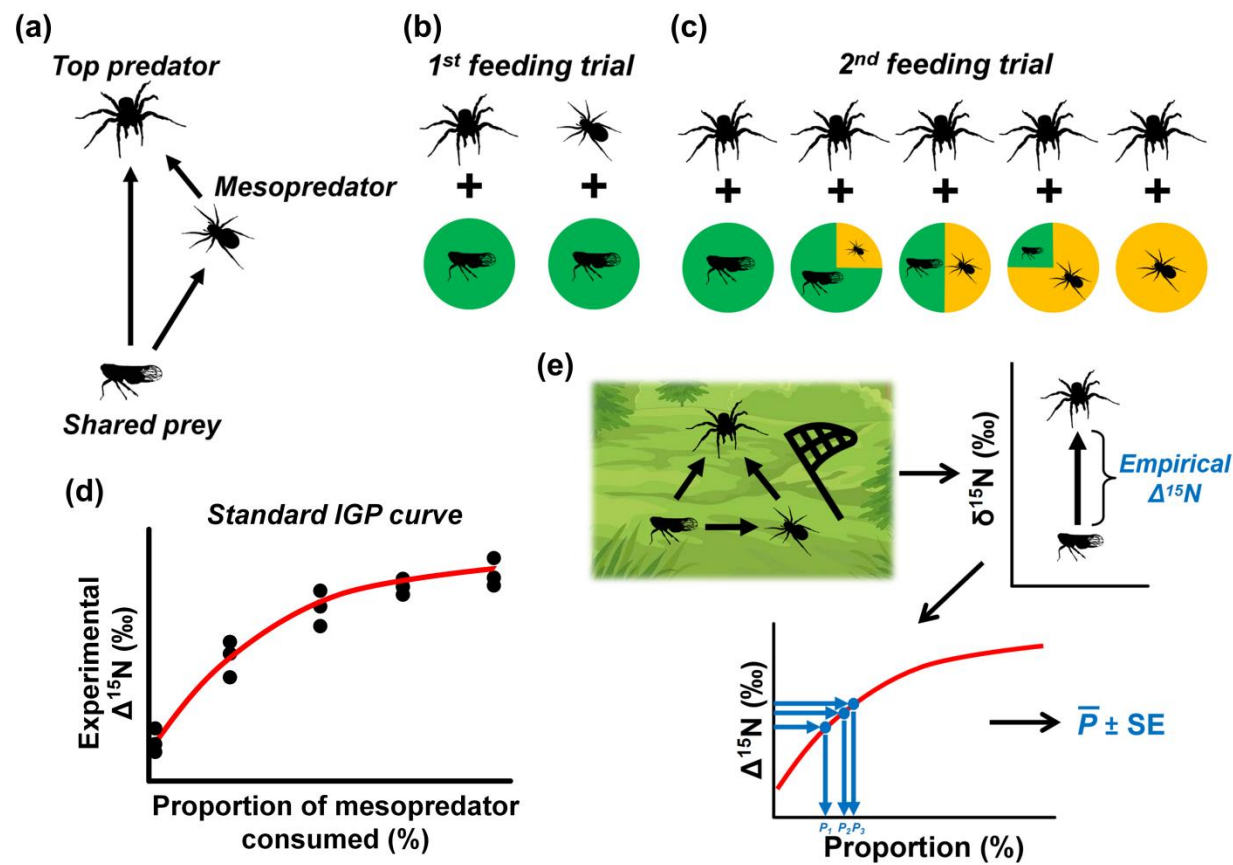 (a)
Top predator
Mesopredator
Shared prey
(b)
1st feeding trial
+ +
(c)
2nd feeding trial
+ + + + +
(d)
Standard IGP curve
Experimental
Δ15N (‰)
Proportion of mesopredator
consumed (%)
(e)
δ15N (‰)
Empirical
Δ15N
Δ15N (‰)
P1 P2 P3
Proportion (%)
P̅ ± SE